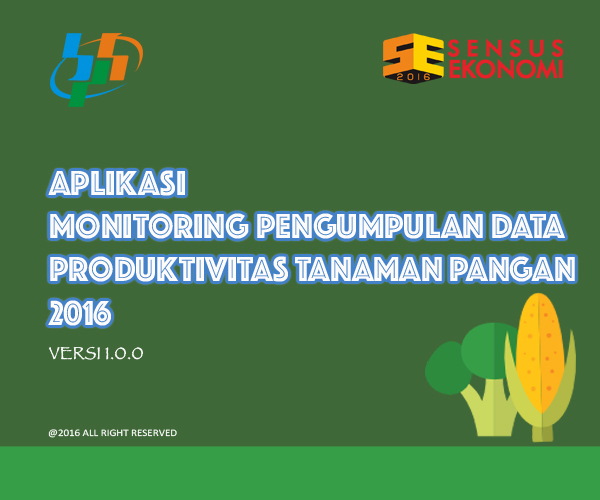 SE
2016
SENSUS
EKONOMI
APLIKASI
MONITORING PENGUMPULAN DATA
PRODUKTIVITAS TANAMAN PANGAN
2016
VERSI 1.0.0
@2016 ALL RIGHT RESERVED